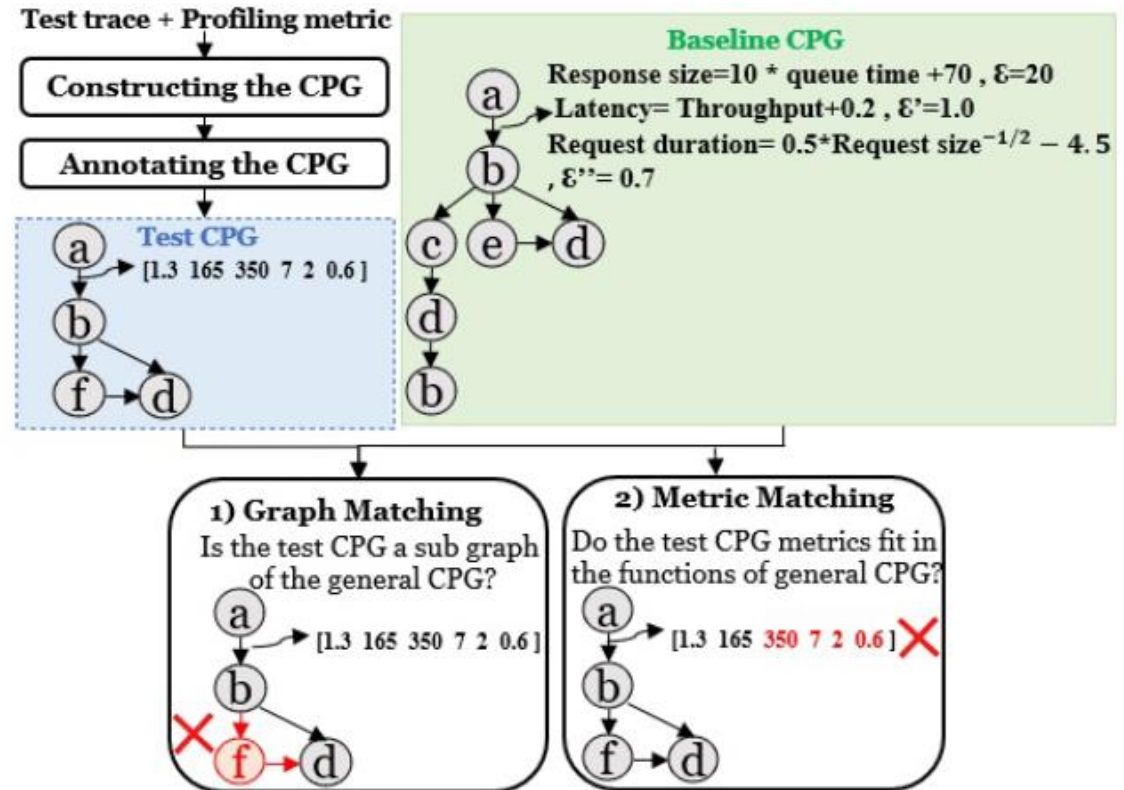 Test trace + Profiling metric
Constructing the CPG
Annotating the CPG
Test CPG
a
[1.3 165 350 7 2 0.6 ]
b
f
d
Baseline CPG
Response size=10 * queue time +70 , Ɛ=20
a
Latency= Throughput+0.2 , Ɛ’=1.0
Request duration= 0.5*Request size⁻¹/² − 4.5
b
, Ɛ’’= 0.7
c
e
d
d
b
1) Graph Matching
Is the test CPG a sub graph
of the general CPG?
a
[1.3 165 350 7 2 0.6 ]
b
f
d
2) Metric Matching
Do the test CPG metrics fit in
the functions of general CPG?
a
[1.3 165 350 7 2 0.6 ]
b
f
d